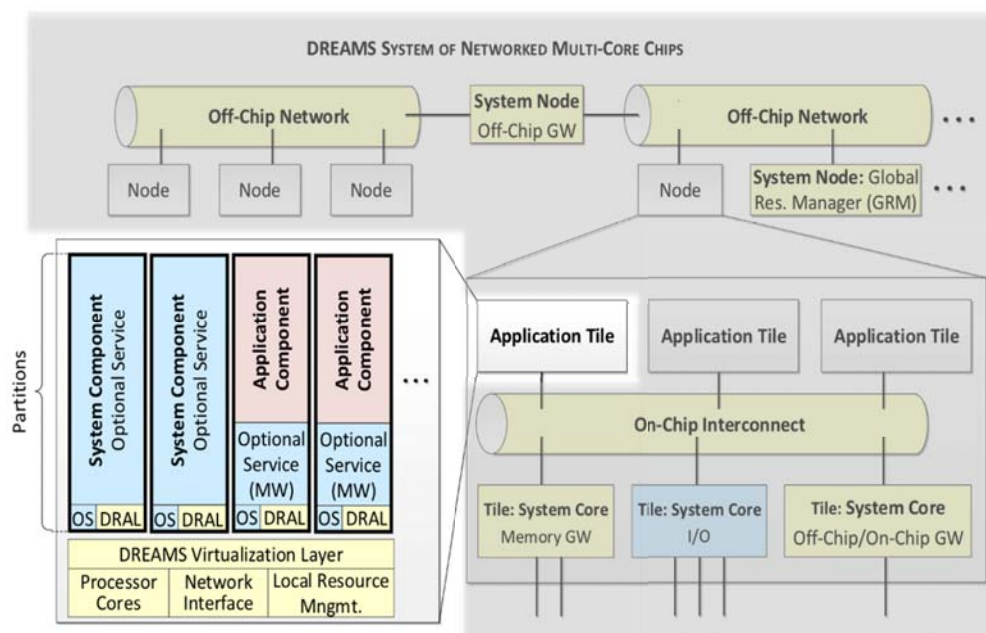 DREAMS SYSTEM OF NETWORKED MULTI-CORE CHIPS
Off-Chip Network
System Node
Off-Chip GW
Off-Chip Network
...
Node
Node
Node
Node
System Node: Global
Res. Manager (GRM)
...
Partitions
System Component
Optional Service
System Component
Optional Service
Application
Component
Application
Component
...
Optional
Service
(MW)
Optional
Service
(MW)
OS DRAL
OS DRAL
OS DRAL
OS DRAL
DREAMS Virtualization Layer
Processor
Cores
Network
Interface
Local Resource
Mngmt.
Application Tile
Application Tile
Application Tile
On-Chip Interconnect
Tile: System Core
Memory GW
Tile: System Core
I/O
Tile: System Core
Off-Chip/On-Chip GW